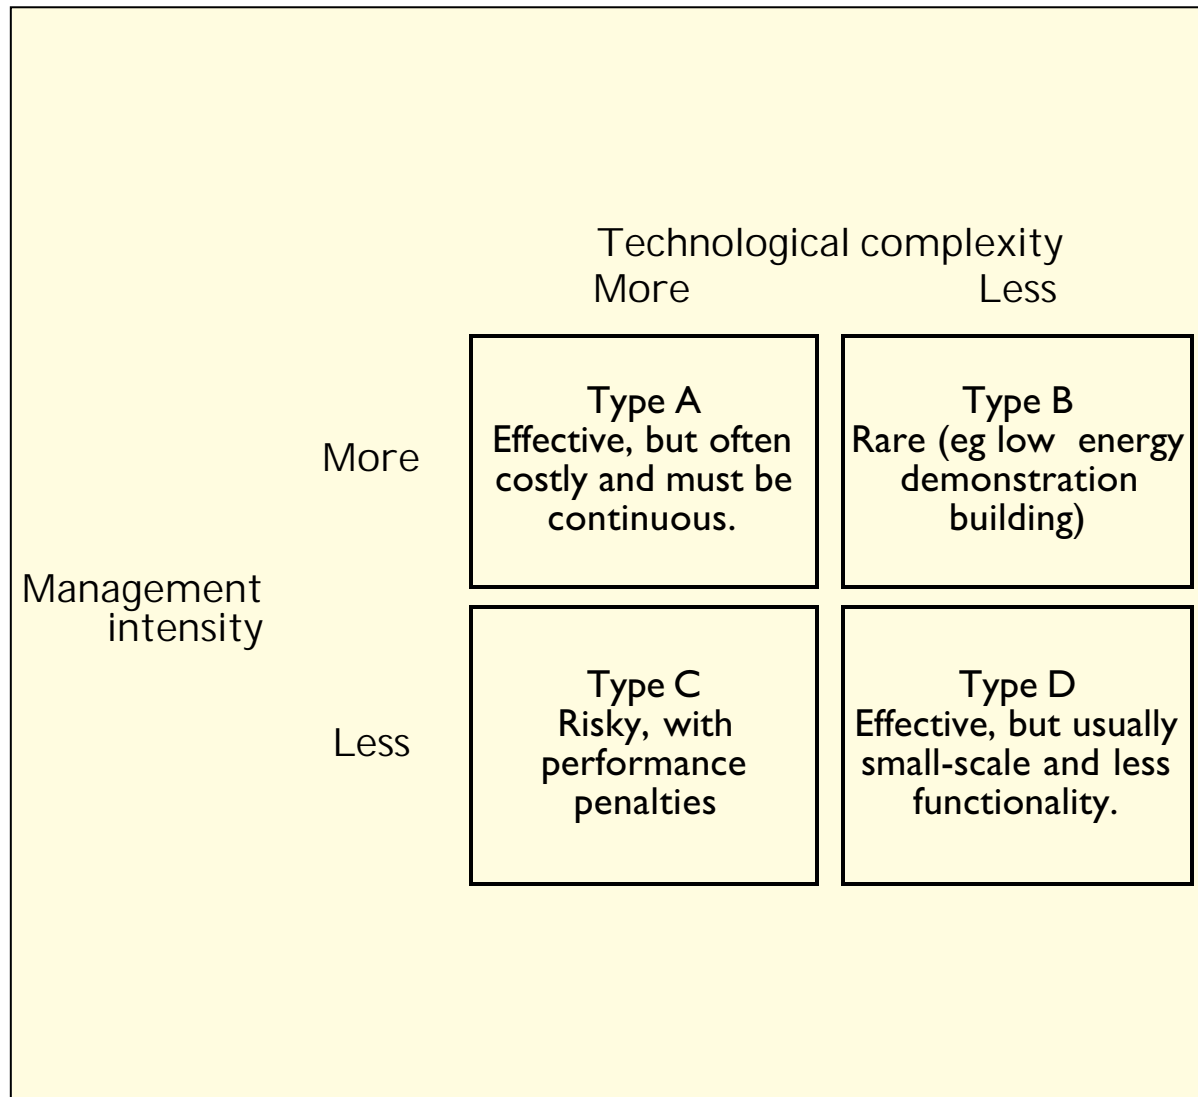 Technological complexity
More Less
Type A
Effective, but often
costly and must be
continuous.
Type B
Rare (eg low energy
demonstration
building)
More
Management
intensity
Less
Type C
Risky, with
performance
penalties
Type D
Effective, but usually
small-scale and less
functionality.